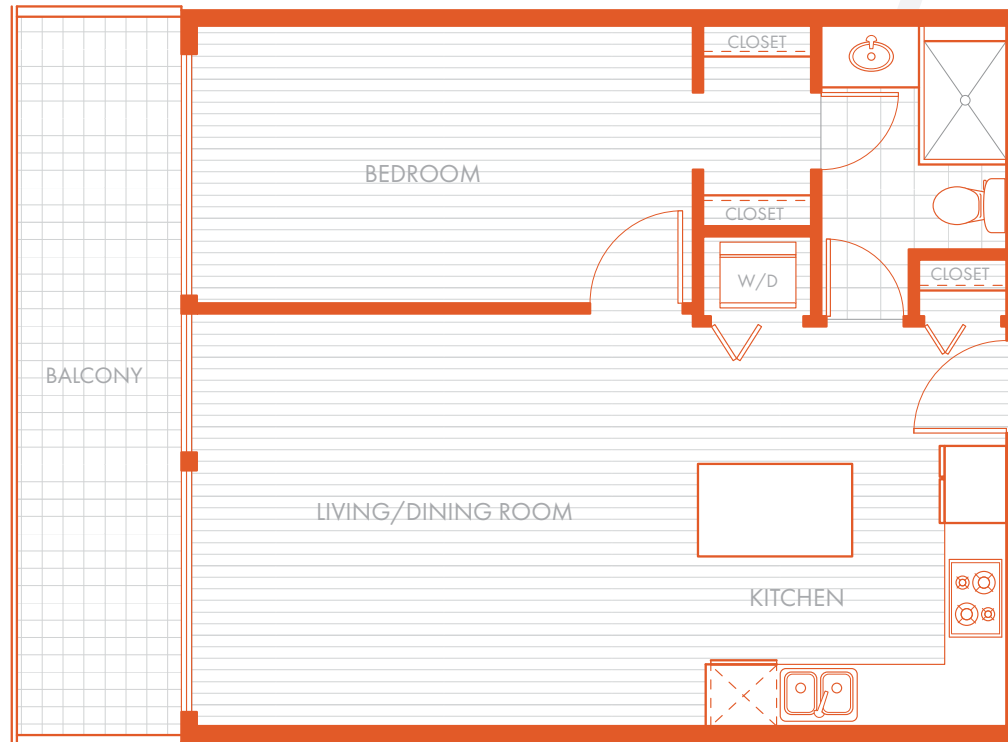 CLOSET
BEDROOM
CLOSET
W/D
CLOSET
BALCONY
LIVING/DINING ROOM
KITCHEN